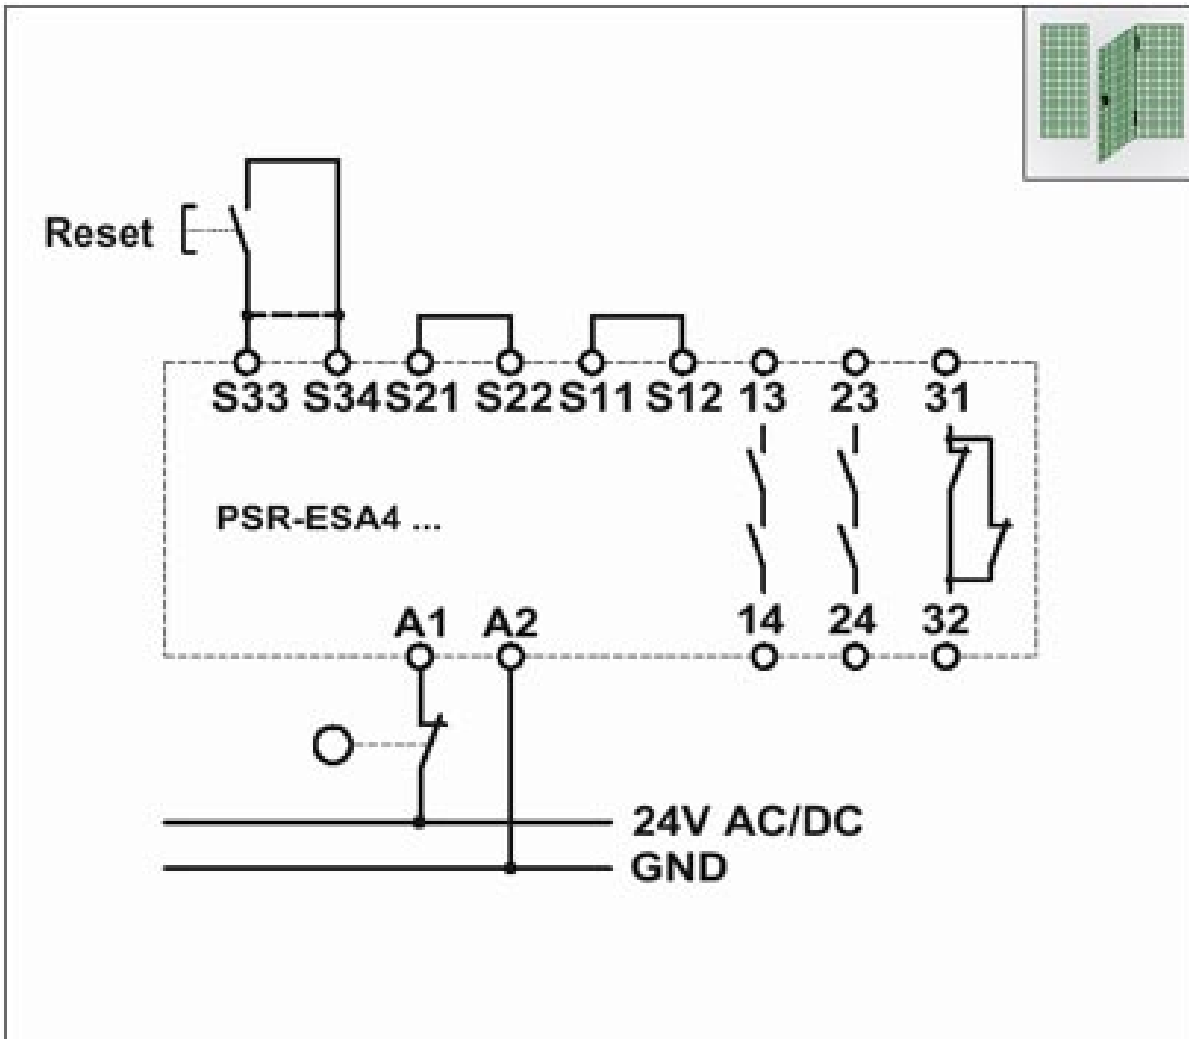 Reset
S33 S34 S21 S22 S11 S12 13 23 31
PSR-ESA4 ...
A1 A2 14 24 32
24V AC/DC
GND